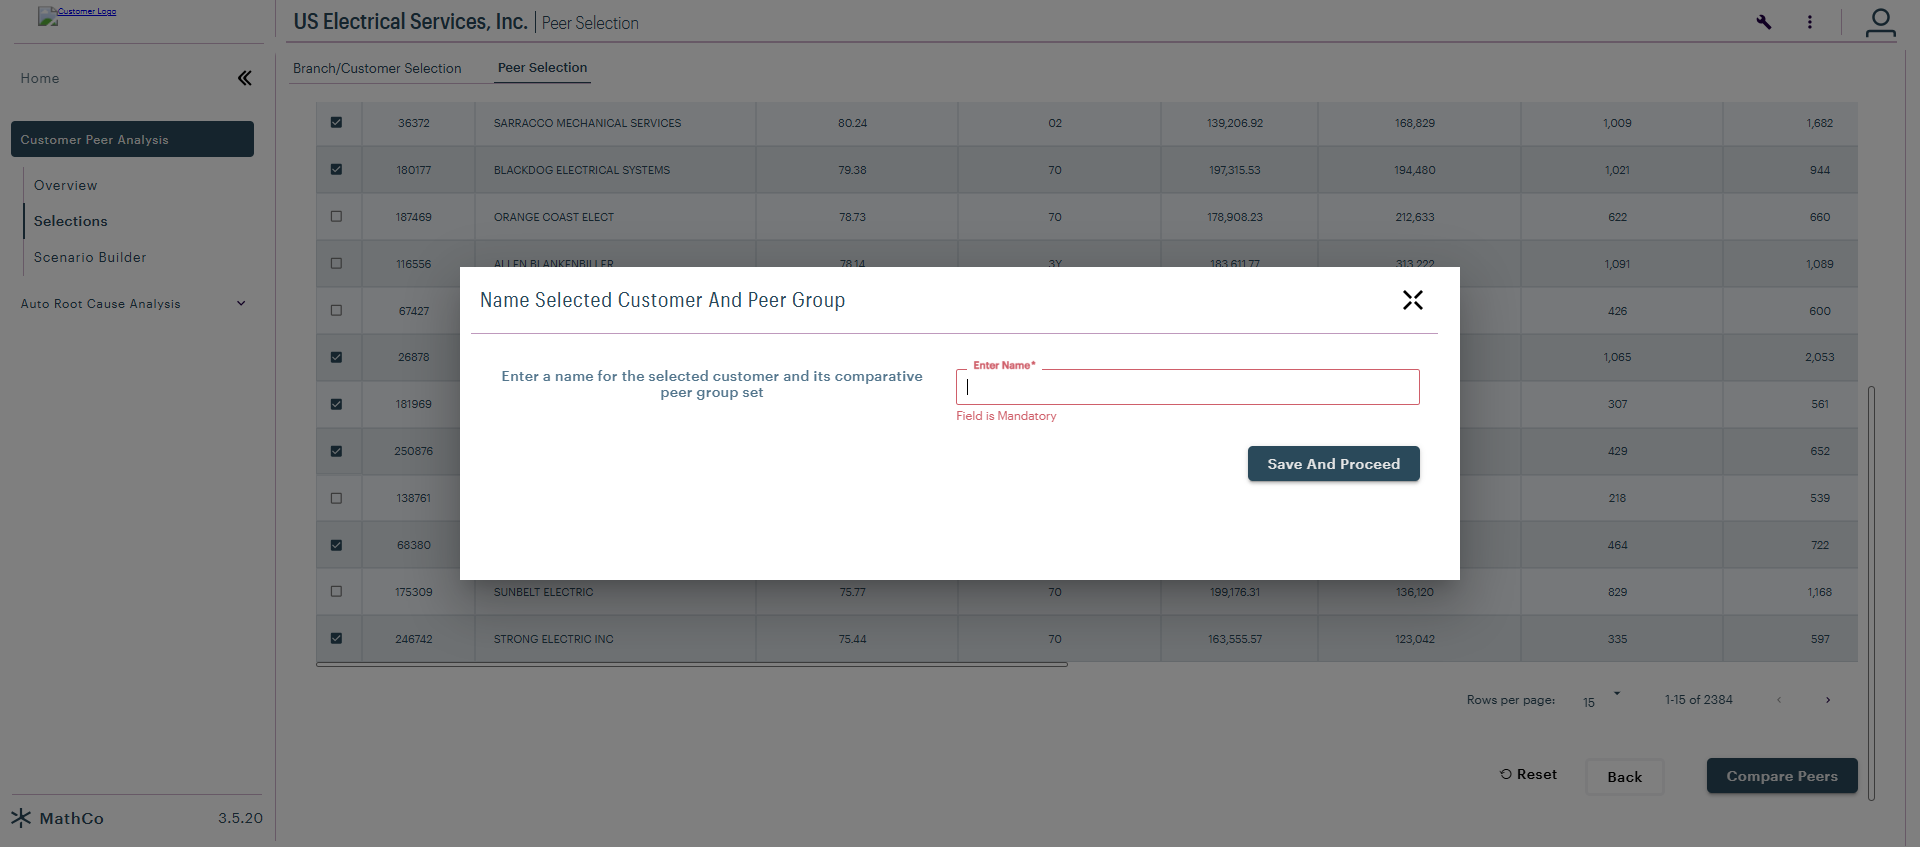 Customer Logo
US Electrical Services, Inc. Peer Selection
Home
Customer Peer Analysis
Overview
Selections
Scenario Builder
Auto Root Cause Analysis
MathCo 3.5.20
Branch/Customer Selection Peer Selection
36372 SARRACCO MECHANICAL SERVICES 80.24 02 139,206.92 168,829 1,009 1,682
180177 BLACKDOG ELECTRICAL SYSTEMS 79.38 70 197,315.53 194,480 1,021 944
187469 ORANGE COAST ELECT 78.73 70 178,908.23 212,633 622 660
116556 ALLEN BLANKENBILLER 78.14 3Y 183,611.77 313,222 1,091 1,089
67427 426 600
26878 1,065 2,053
181969 307 561
250876 429 652
138761 218 539
68380 464 722
175309 SUNBELT ELECTRIC 75.77 70 199,176.31 136,120 829 1,168
246742 STRONG ELECTRIC INC 75.44 70 163,555.57 123,042 335 597
Name Selected Customer And Peer Group
Enter a name for the selected customer and its comparative
peer group set
Enter Name*
Field is Mandatory
Save And Proceed
Rows per page: 15 1-15 of 2384
Reset Back Compare Peers